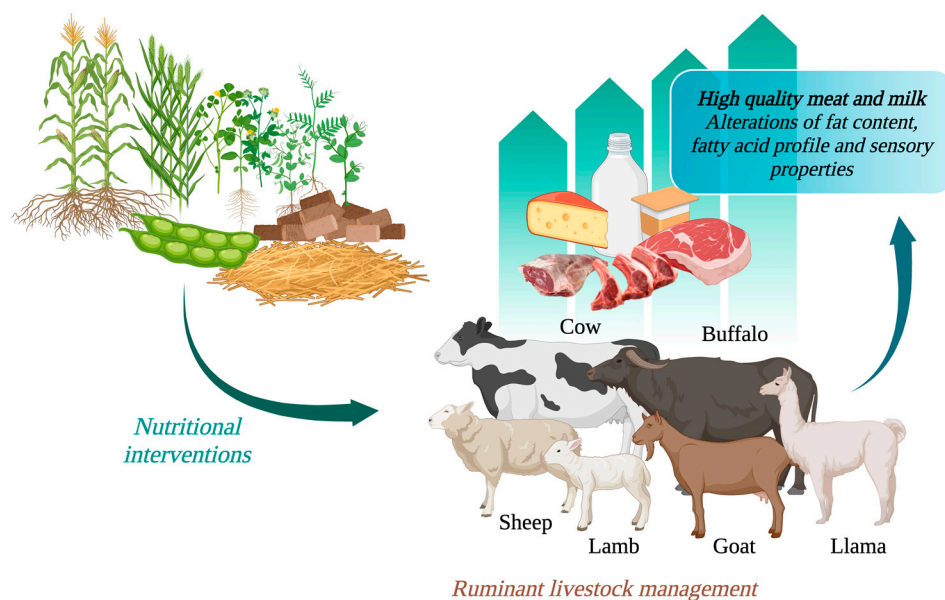 High quality meat and milk
Alterations of fat content,
fatty acid profile and sensory
properties
Cow
Buffalo
Nutritional
interventions
Sheep
Lamb
Goat
Llama
Ruminant livestock management